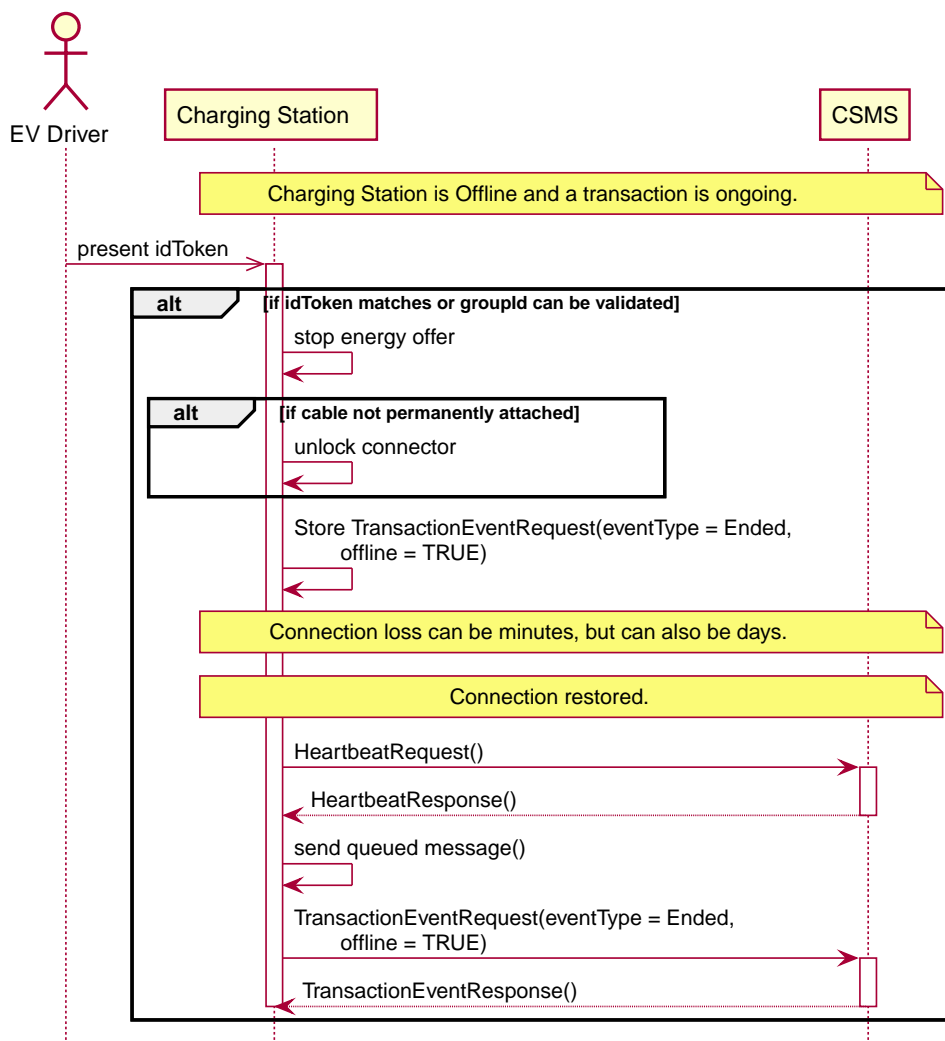 EV Driver
Charging Station
CSMS
Charging Station is Offline and a transaction is ongoing.
present idToken
alt
[if idToken matches or groupId can be validated]
stop energy offer
alt
[if cable not permanently attached]
unlock connector
Store TransactionEventRequest(eventType = Ended,
offline = TRUE)
Connection loss can be minutes, but can also be days.
Connection restored.
HeartbeatRequest()
HeartbeatResponse()
send queued message()
TransactionEventRequest(eventType = Ended,
offline = TRUE)
TransactionEventResponse()